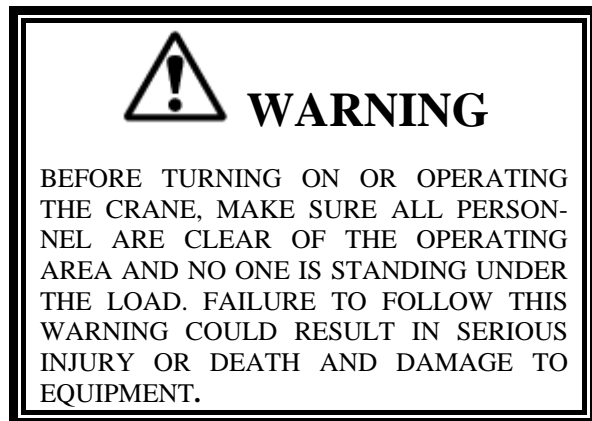 WARNING
BEFORE TURNING ON OR OPERATING
THE CRANE, MAKE SURE ALL PERSON-
NEL ARE CLEAR OF THE OPERATING
AREA AND NO ONE IS STANDING UNDER
THE LOAD. FAILURE TO FOLLOW THIS
WARNING COULD RESULT IN SERIOUS
INJURY OR DEATH AND DAMAGE TO
EQUIPMENT.